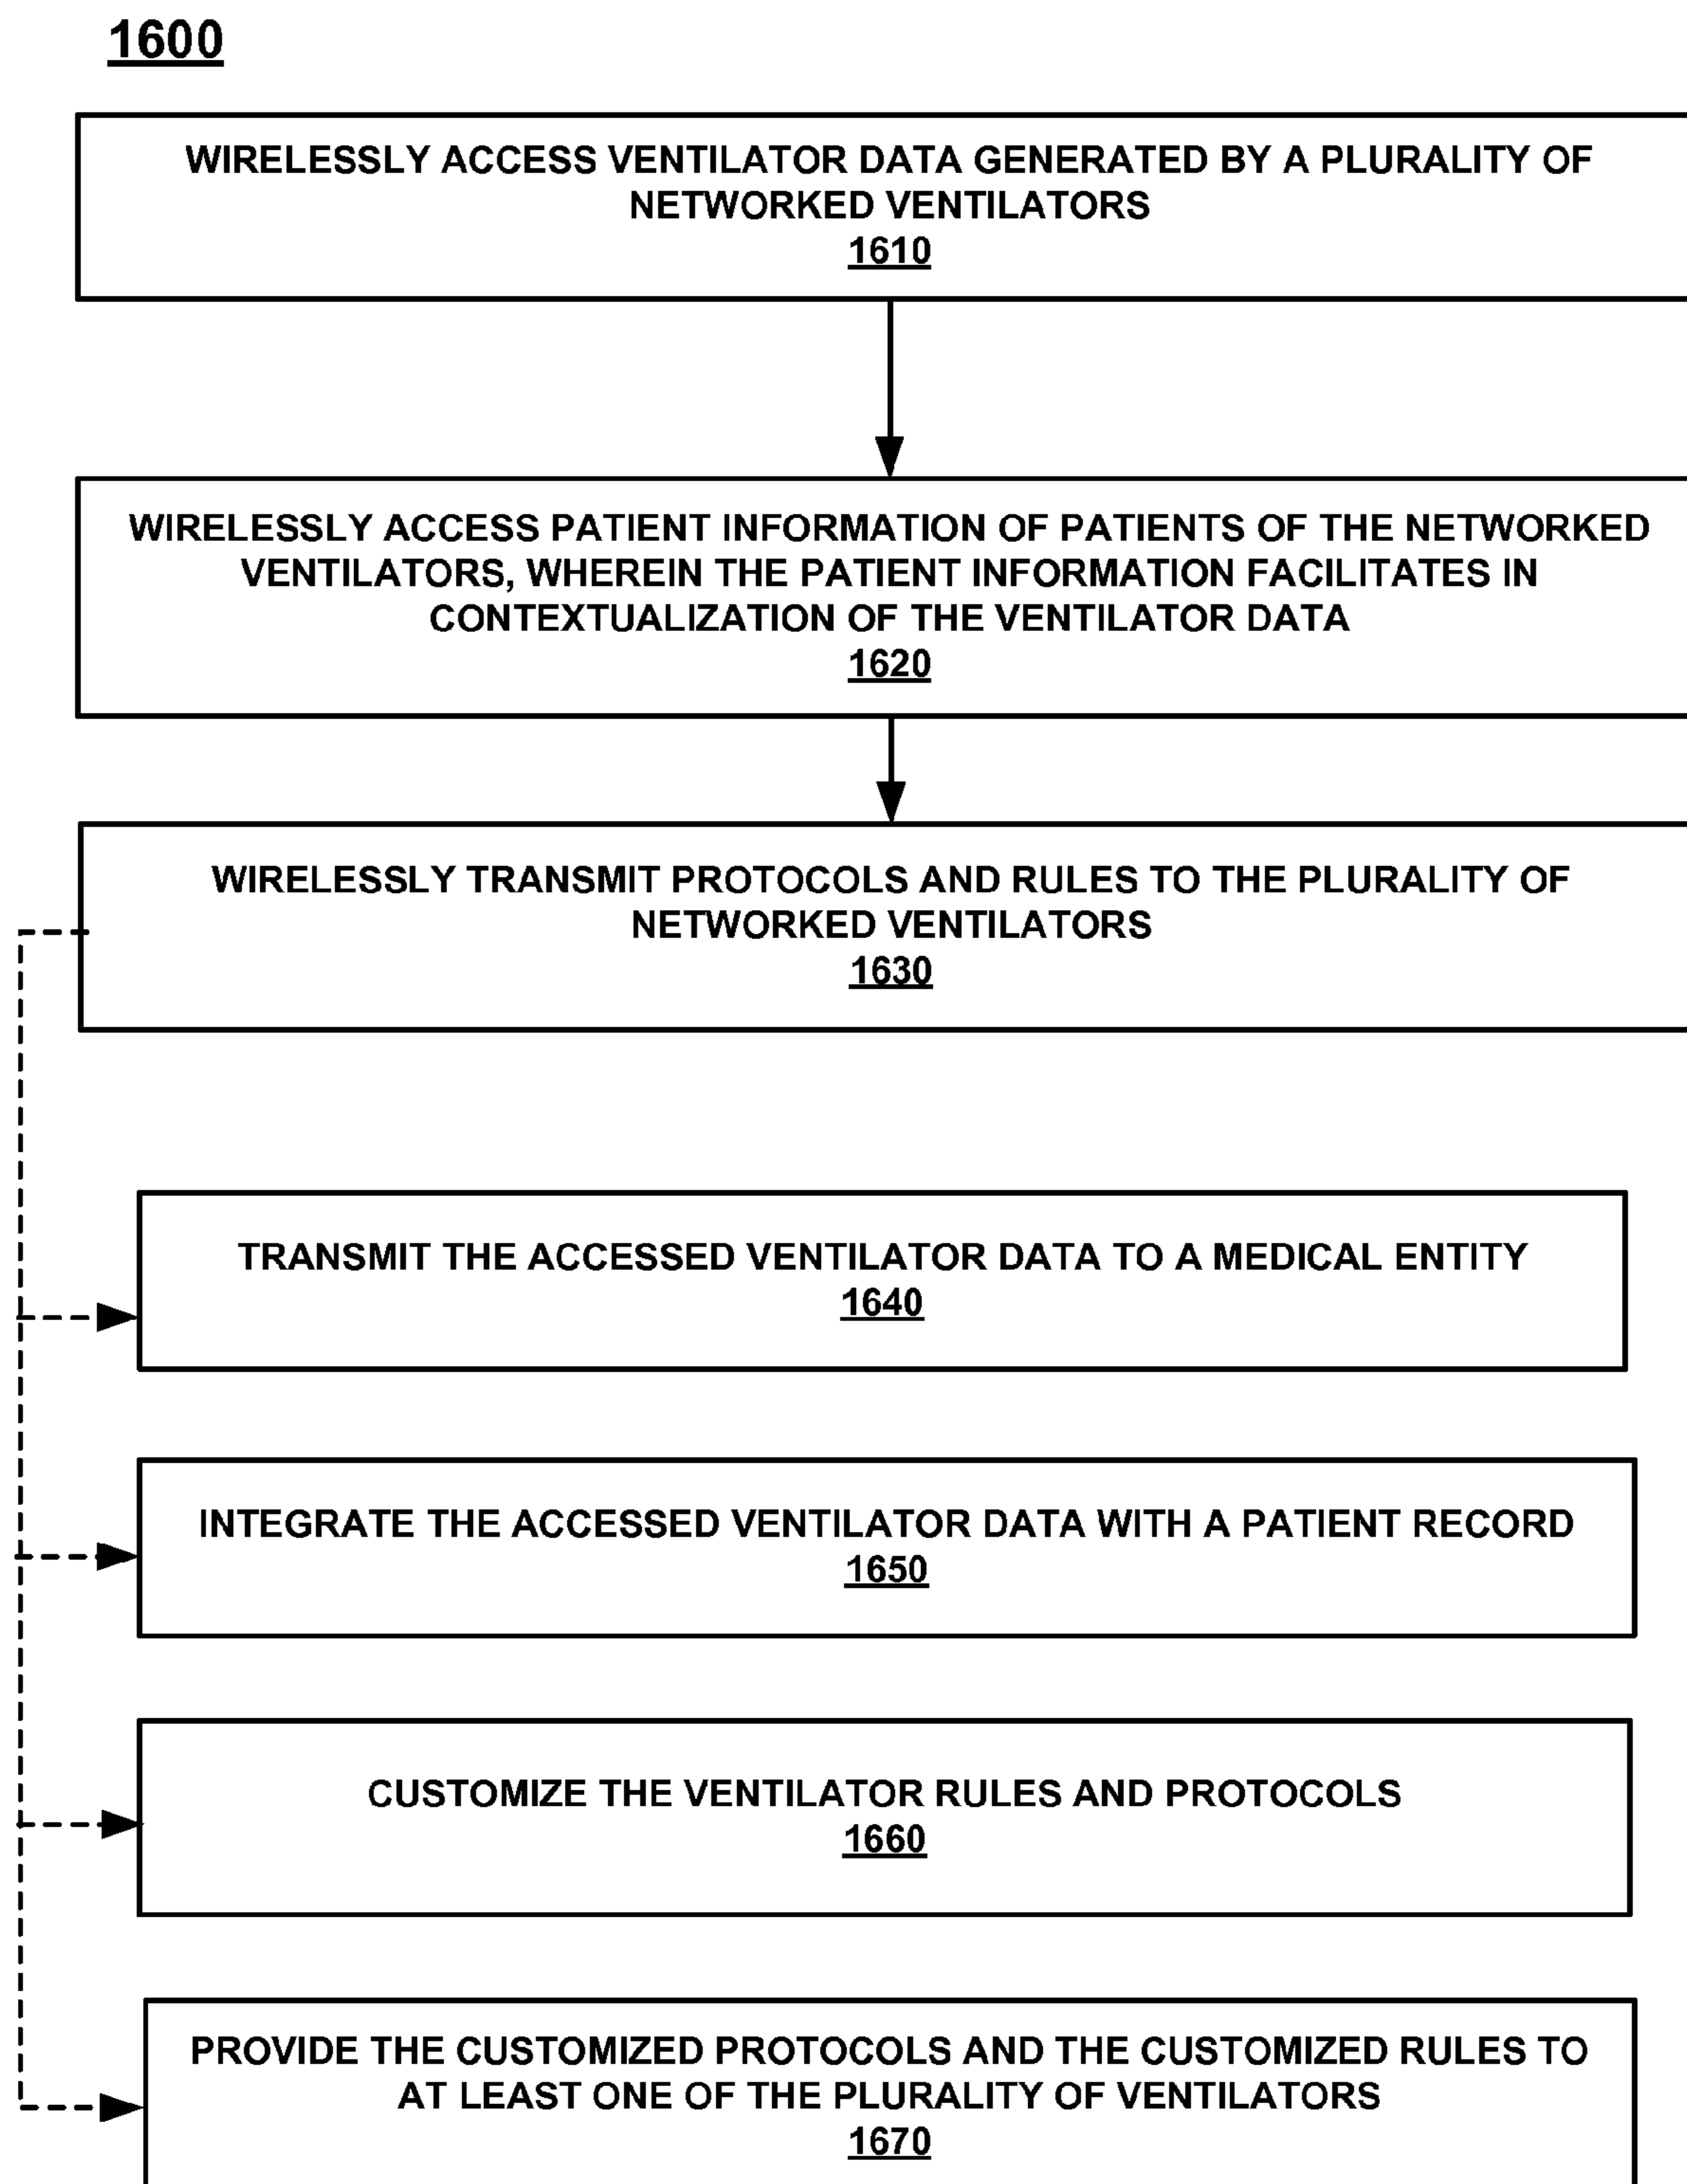 1600
WIRELESSLY ACCESS VENTILATOR DATA GENERATED BY A PLURALITY OF
NETWORKED VENTILATORS
1610
WIRELESSLY ACCESS PATIENT INFORMATION OF PATIENTS OF THE NETWORKED
VENTILATORS, WHEREIN THE PATIENT INFORMATION FACILITATES IN
CONTEXTUALIZATION OF THE VENTILATOR DATA
1620
WIRELESSLY TRANSMIT PROTOCOLS AND RULES TO THE PLURALITY OF
NETWORKED VENTILATORS
1630
TRANSMIT THE ACCESSED VENTILATOR DATA TO A MEDICAL ENTITY
1640
INTEGRATE THE ACCESSED VENTILATOR DATA WITH A PATIENT RECORD
1650
CUSTOMIZE THE VENTILATOR RULES AND PROTOCOLS
1660
PROVIDE THE CUSTOMIZED PROTOCOLS AND THE CUSTOMIZED RULES TO
AT LEAST ONE OF THE PLURALITY OF VENTILATORS
1670